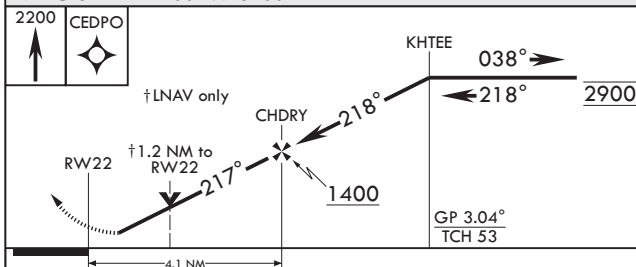 2200
CEDPO
KHTEE
038°
218°
2900
†LNAV only
CHDRY
218°
†1.2 NM to
RW22
RW22
217°
1400
GP 3.04°
TCH 53
4.1 NM